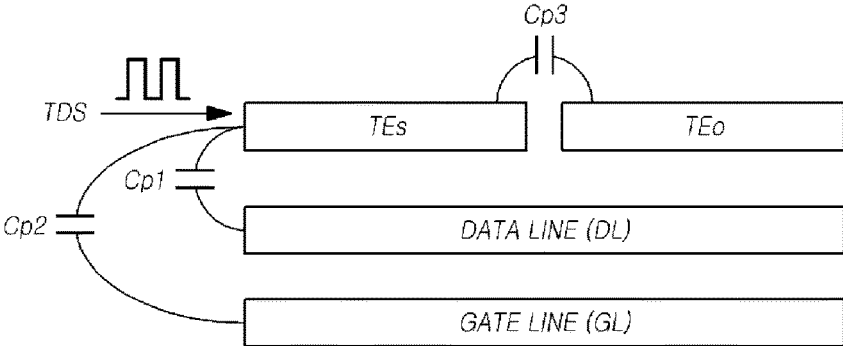 Cp3
TDS
TEs
TEo
Cp1
Cp2
DATA LINE (DL)
GATE LINE (GL)